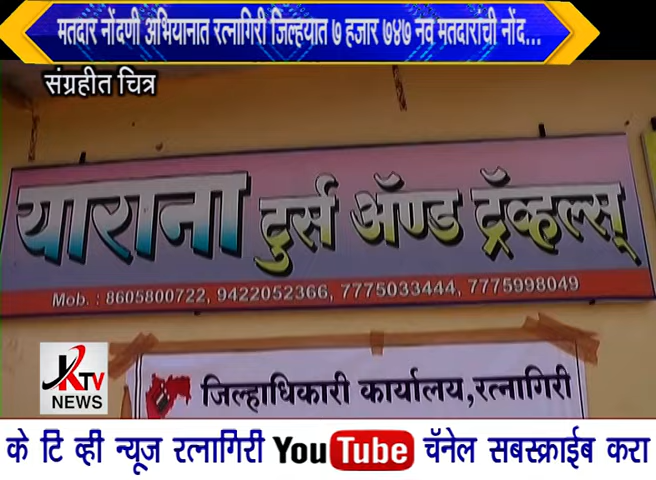 मतदार नोंदणी अभियानात रत्नागिरी जिल्ह्यात ७ हजार ७४७ नव मतदारांची नोंद...
संग्रहीत चित्र
याराना टुर्स अ‍ॅण्ड ट्रॅव्हल्स्
Mob. : 8605800722, 9422052366, 7775033444, 7775998049
KTV
NEWS
जिल्हाधिकारी कार्यालय,रत्नागिरी
के टि व्ही न्यूज रत्नागिरी YouTube चॅनेल सबस्क्राईब करा